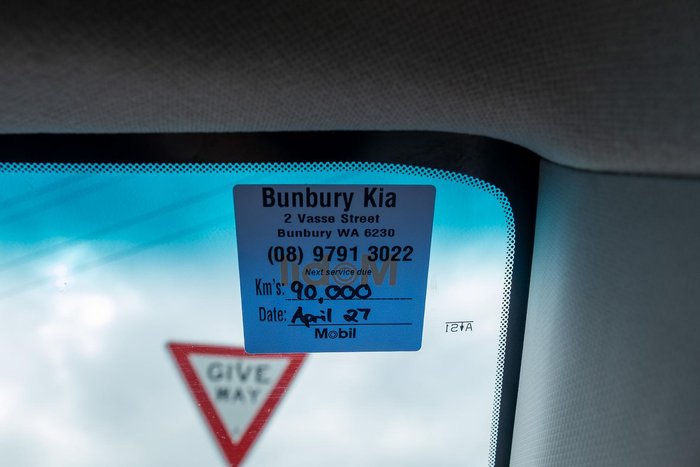 Bunbury Kia
2 Vasse Street
Bunbury WA 6230
(08) 9791 3022
Mobil
Next service due
Km's: 90,000
Date: April 27
Mobil
AS1
GIVE
WAY